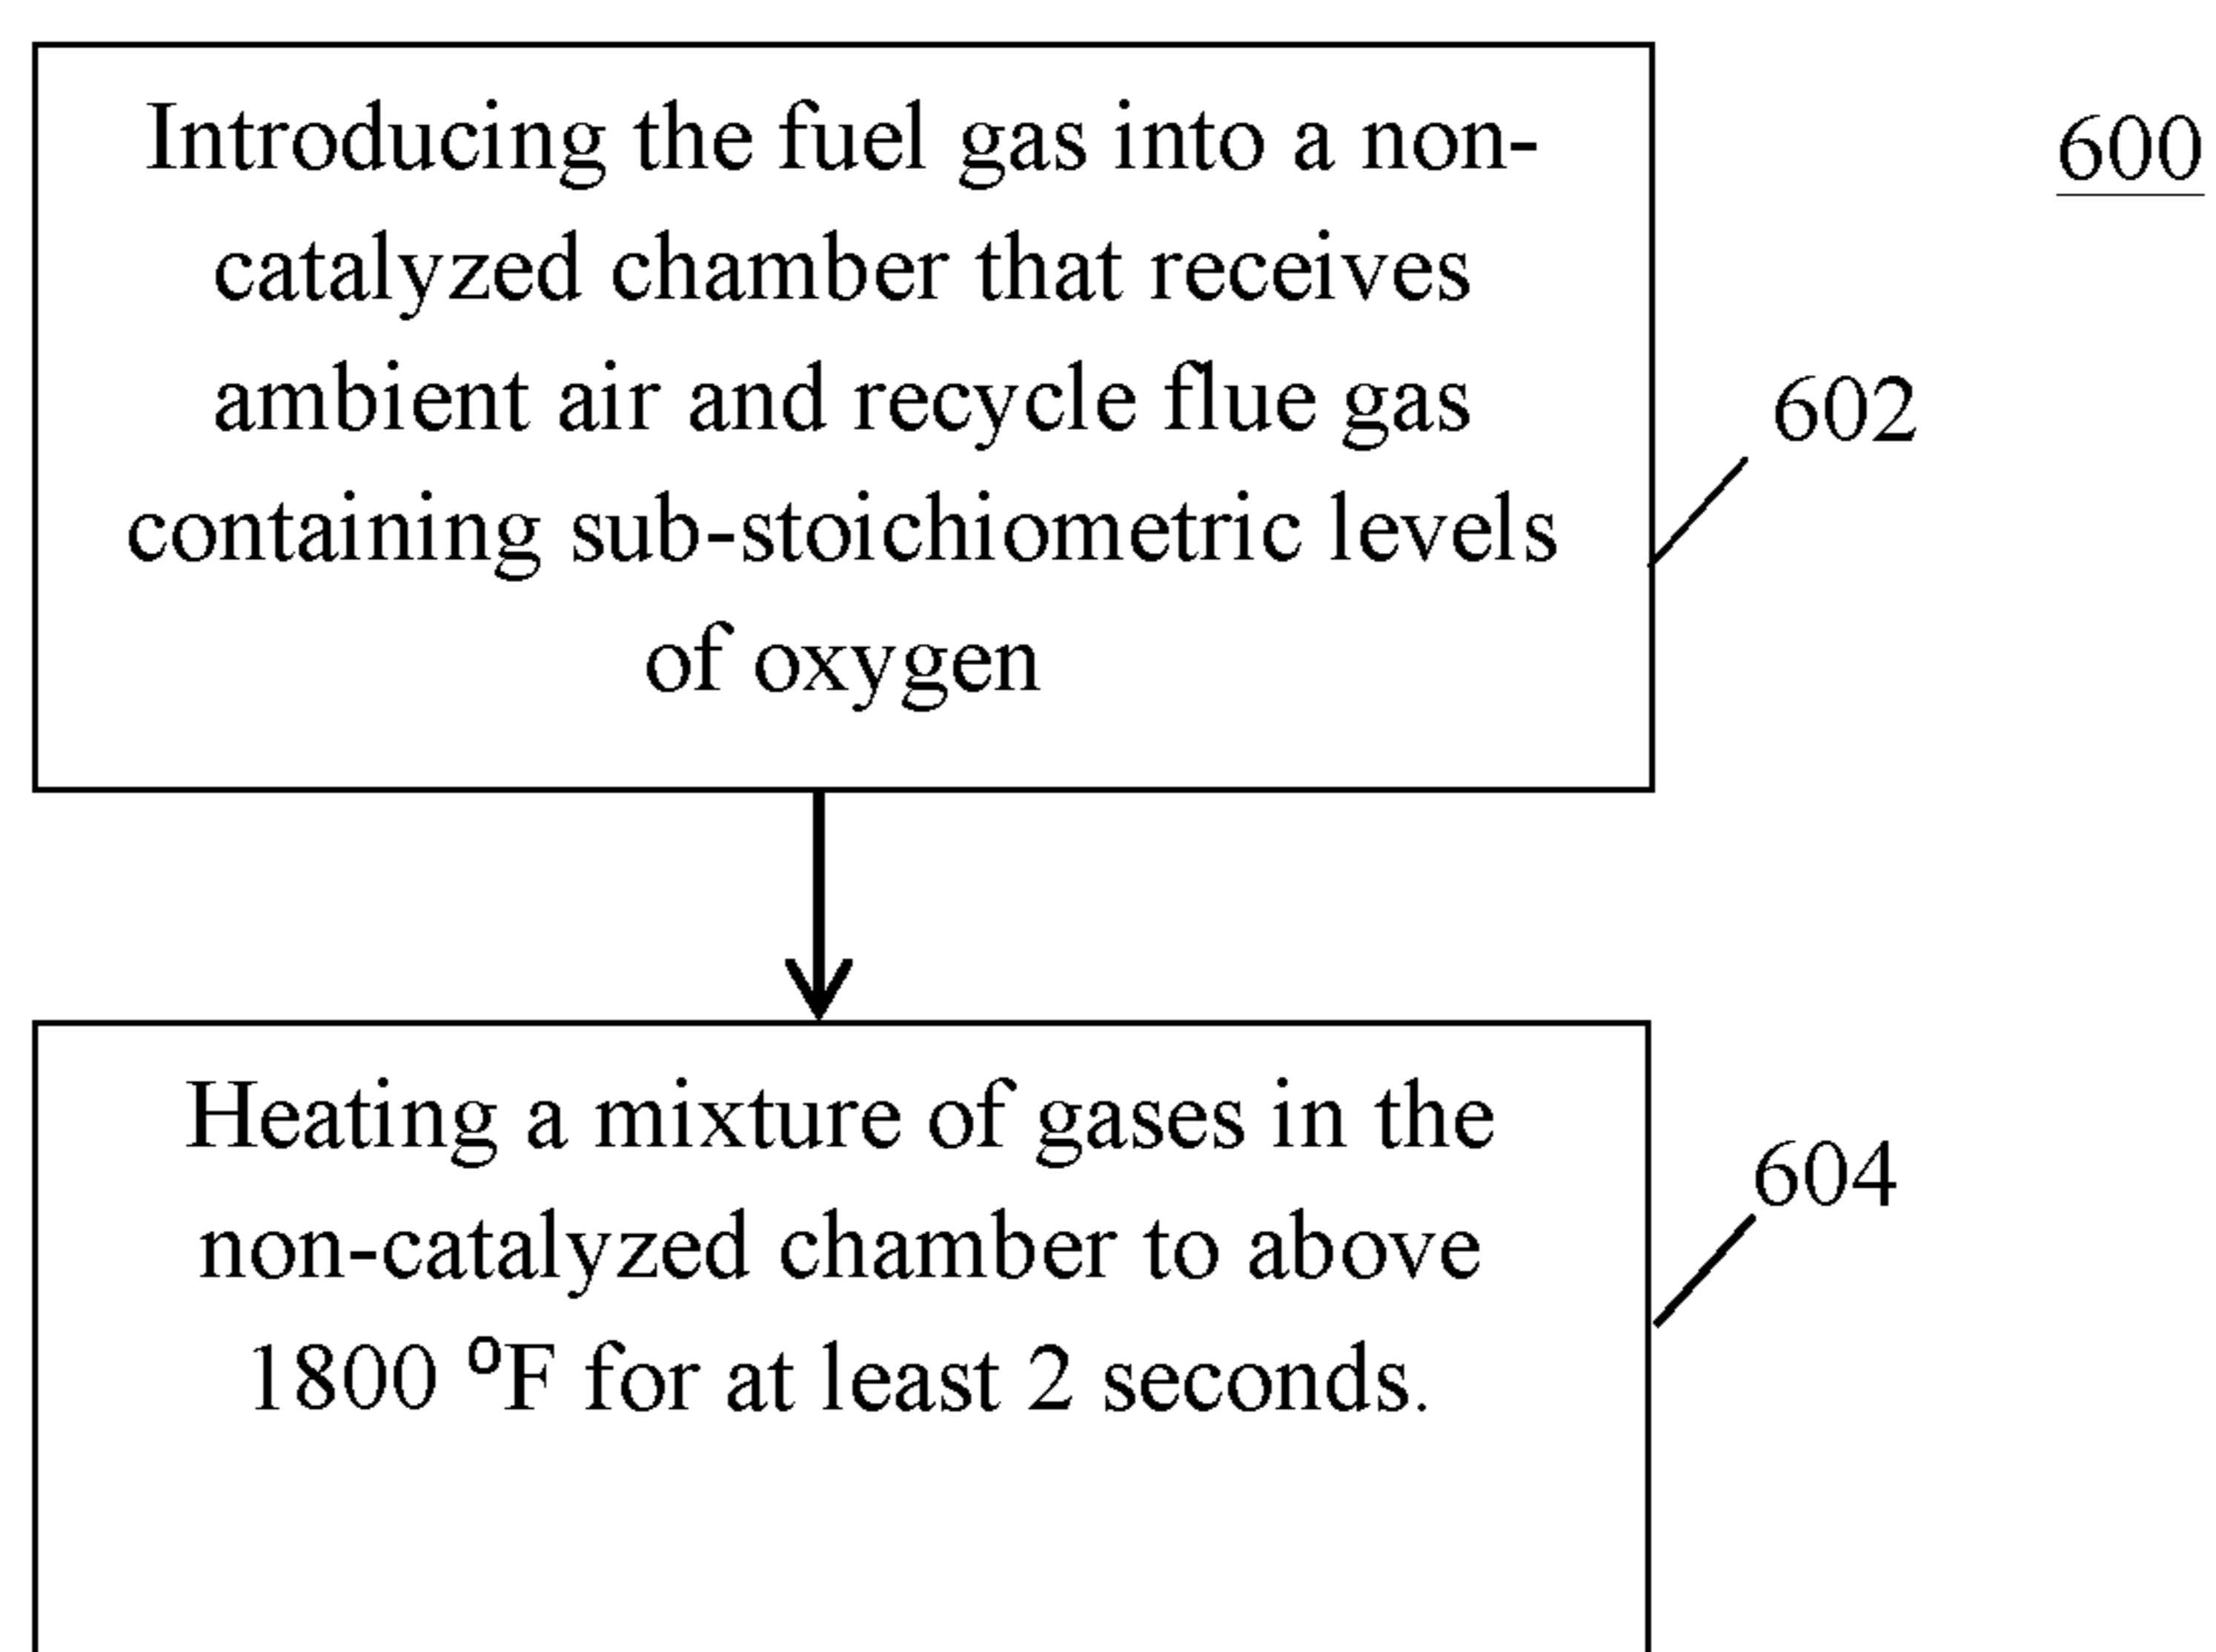 Introducing the fuel gas into a non-
catalyzed chamber that receives
ambient air and recycle flue gas
containing sub-stoichiometric levels
of oxygen
600
602
Heating a mixture of gases in the
non-catalyzed chamber to above
1800 ⁰F for at least 2 seconds.
604